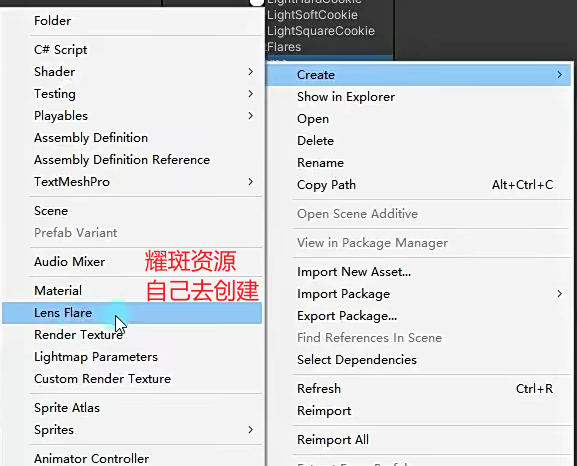 Folder
C# Script
Shader
Testing
Playables
Assembly Definition
Assembly Definition Reference
TextMeshPro
Scene
Prefab Variant
Audio Mixer
Material
Lens Flare
Render Texture
Lightmap Parameters
Custom Render Texture
Sprite Atlas
Sprites
Animator Controller
耀斑资源
自己去创建
LightHardCookie
LightSoftCookie
LightSquareCookie
Flares
Create
Show in Explorer
Open
Delete
Rename
Copy Path Alt+Ctrl+C
Open Scene Additive
View in Package Manager
Import New Asset...
Import Package
Export Package...
Find References In Scene
Select Dependencies
Refresh Ctrl+R
Reimport
Reimport All